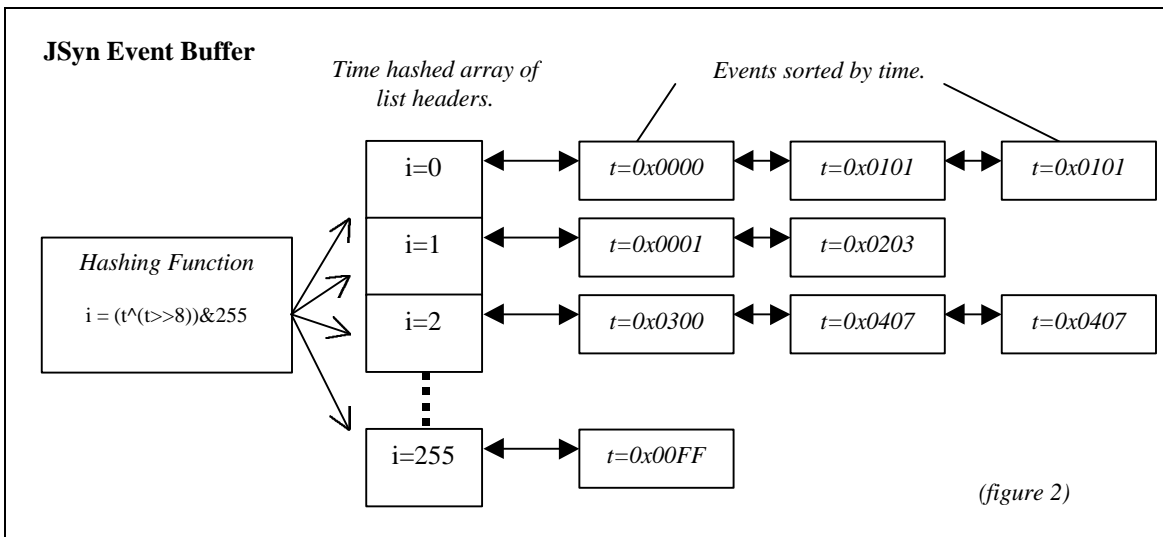 JSyn Event Buffer
Time hashed array of
list headers.
Events sorted by time.
i=0
t=0x0000
t=0x0101
t=0x0101
Hashing Function
i = (t^(t>>8))&255
i=1
t=0x0001
t=0x0203
i=2
t=0x0300
t=0x0407
t=0x0407
i=255
t=0x00FF
(figure 2)